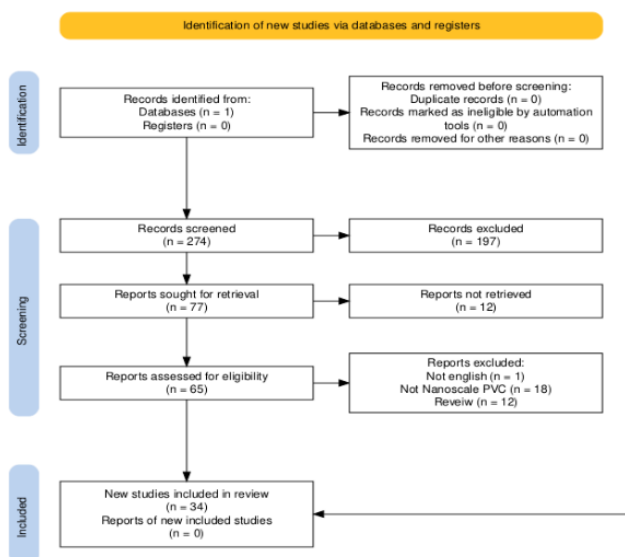 Identification of new studies via databases and registers
Identification
Records identified from:
Databases (n = 1)
Registers (n = 0)
Records removed before screening:
Duplicate records (n = 0)
Records marked as ineligible by automation
tools (n = 0)
Records removed for other reasons (n = 0)
Screening
Records screened
(n = 274)
Records excluded
(n = 197)
Reports sought for retrieval
(n = 77)
Reports not retrieved
(n = 12)
Reports assessed for eligibility
(n = 65)
Reports excluded:
Not english (n = 1)
Not Nanoscale PVC (n = 18)
Reveiw (n = 12)
Included
New studies included in review
(n = 34)
Reports of new included studies
(n = 0)